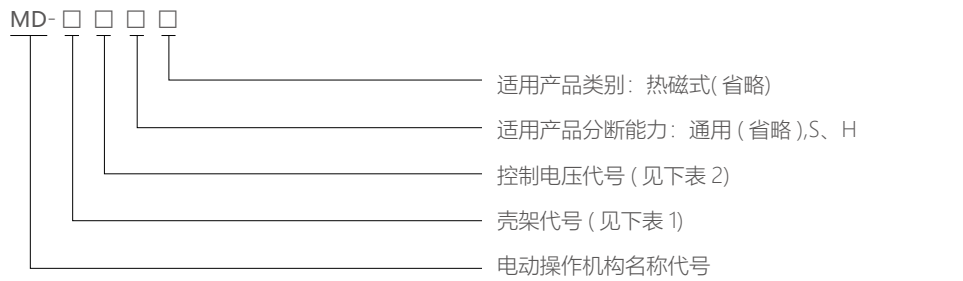 MD-□ □ □ □
适用产品类别：热磁式(省略)
适用产品分断能力：通用(省略),S、H
控制电压代号(见下表2)
壳架代号(见下表1)
电动操作机构名称代号